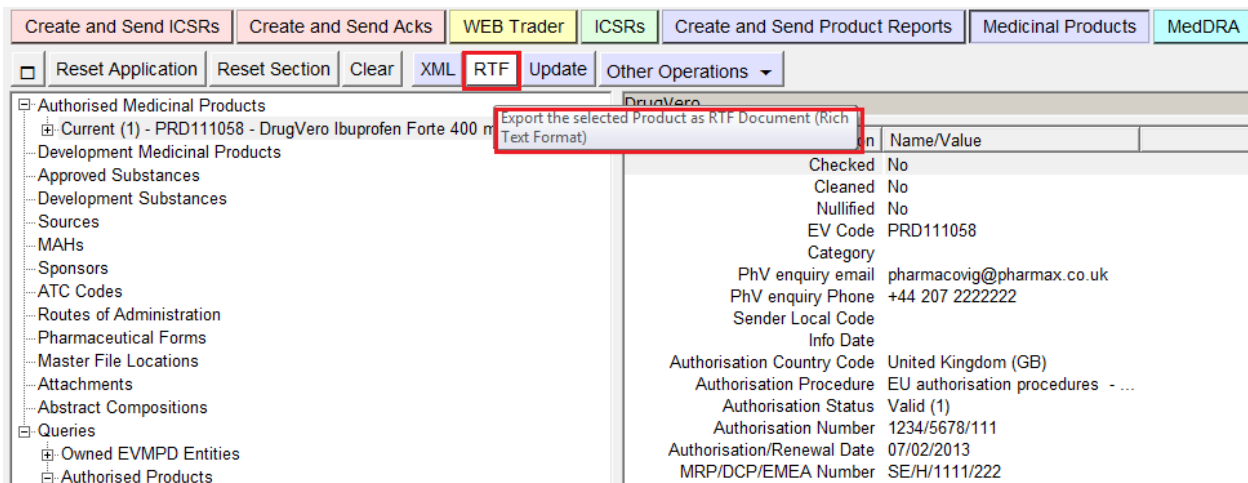 Create and Send ICSRs Create and Send Acks WEB Trader ICSRs Create and Send Product Reports Medicinal Products MedDRA
Reset Application Reset Section Clear XML RTF Update Other Operations
Authorised Medicinal Products
Current (1) - PRD111058 - DrugVero Ibuprofen Forte 400 m
Development Medicinal Products
Approved Substances
Development Substances
Sources
MAHs
Sponsors
ATC Codes
Routes of Administration
Pharmaceutical Forms
Master File Locations
Attachments
Abstract Compositions
Queries
Owned EVMPD Entities
Authorised Products
Export the selected Product as RTF Document (Rich
Text Format)
DrugVero
on Name/Value
Checked No
Cleaned No
Nullified No
EV Code PRD111058
Category
PhV enquiry email pharmacovig@pharmax.co.uk
PhV enquiry Phone +44 207 2222222
Sender Local Code
Info Date
Authorisation Country Code United Kingdom (GB)
Authorisation Procedure EU authorisation procedures - ...
Authorisation Status Valid (1)
Authorisation Number 1234/5678/111
Authorisation/Renewal Date 07/02/2013
MRP/DCP/EMEA Number SE/H/1111/222